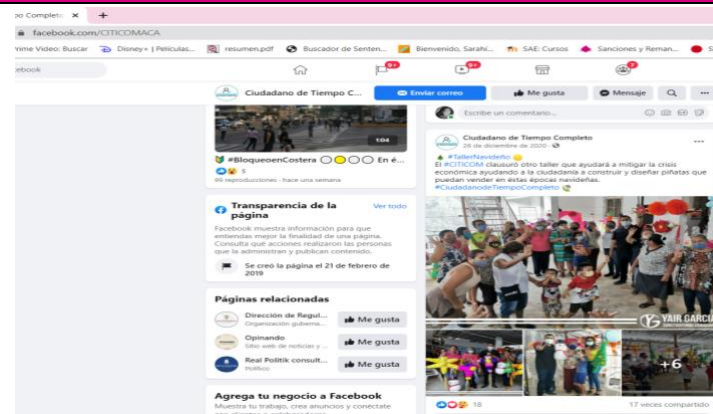 po Completo × +
facebook.com/CITICOMACA
Prime Video: Buscar Disney+ | Películas... resumen.pdf Buscador de Senten... Bienvenido, Sarahí... SAE: Cursos Sanciones y Reman...
Ciudadano de Tiempo C... Enviar correo Me gusta Mensaje
1:04
#BloqueoenCostera En é...
3
99 reproducciones · hace una semana
Transparencia de la página Ver todo
Facebook muestra información para que
entiendas mejor la finalidad de una página.
Consulta qué acciones realizaron las personas
que la administran y publican contenido.
Se creó la página el 21 de febrero de
2019
Páginas relacionadas
Dirección de Regul... Me gusta
Organización guberna...
Opinando Me gusta
Sitio web de noticias y ...
Real Politik consult... Me gusta
Político
Agrega tu negocio a Facebook
Muestra tu trabajo, crea anuncios y conéctate
Escribe un comentario...
Ciudadano de Tiempo Completo
26 de diciembre de 2020
#TallerNavideño
El #CITICOM clausuró otro taller que ayudará a mitigar la crisis
económica ayudando a la ciudadanía a construir y diseñar piñatas que
puedan vender en éstas épocas navideñas.
#CiudadanodeTiempoCompleto
YAIR GARCÍA
+6
18 17 veces compartido